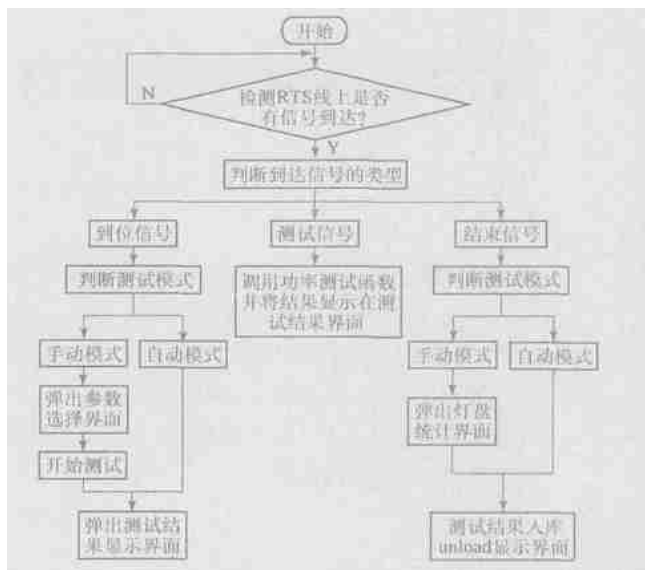 开始
N
检测RTS线上是否
有信号到达?
Y
判断到达信号的类型
到位信号
测试信号
结束信号
判断测试模式
调用功率测试函数
并将结果显示在测
试结果界面
判断测试模式
手动模式
自动模式
手动模式
自动模式
弹出参数
选择界面
弹出灯盘
统计界面
开始测试
弹出测试结
果显示界面
测试结果入库
unload显示界面